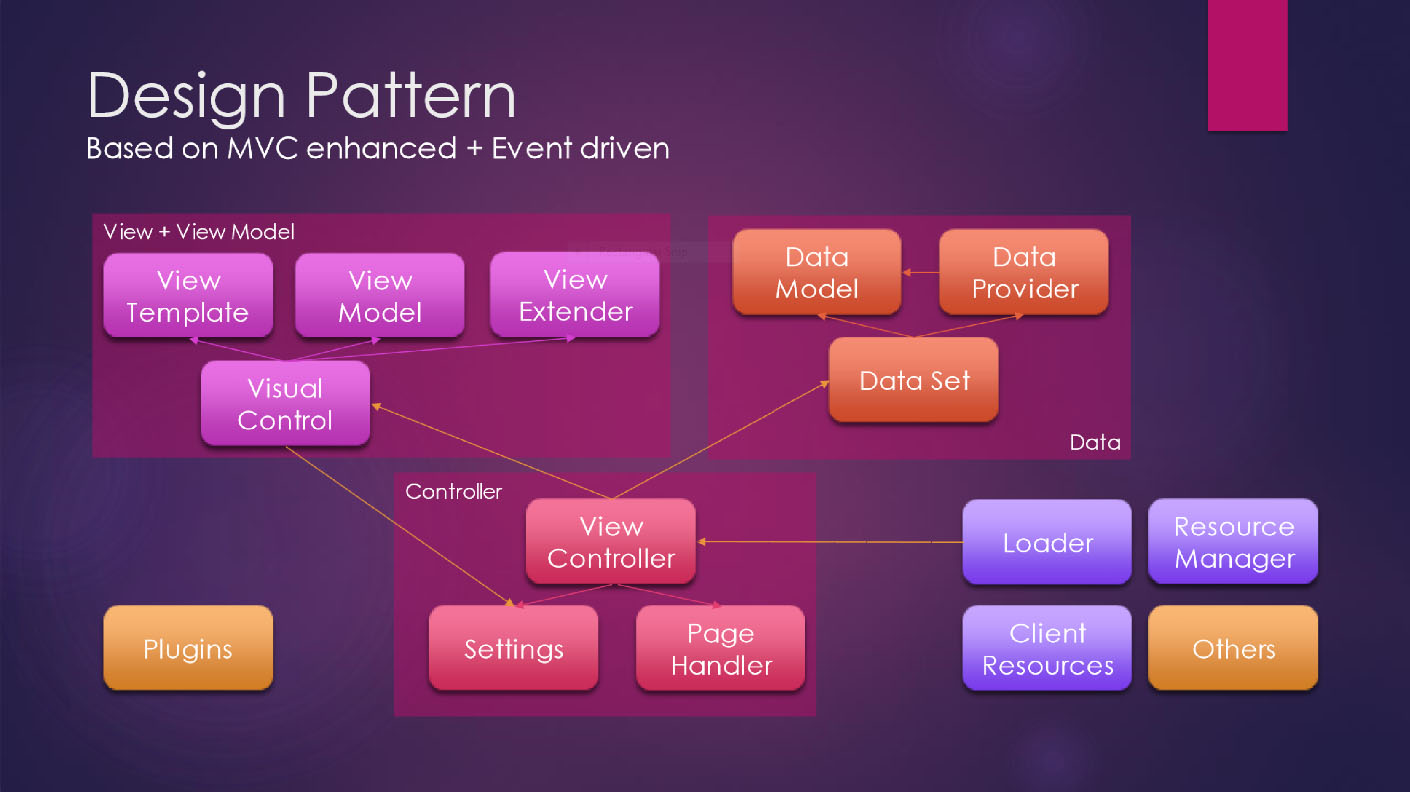 Design Pattern
Based on MVC enhanced + Event driven
View + View Model
View
Template
View
Model
View
Extender
Visual
Control
Data
Model
Data
Provider
Data Set
Data
Controller
View
Controller
Settings
Page
Handler
Loader
Resource
Manager
Client
Resources
Others
Plugins